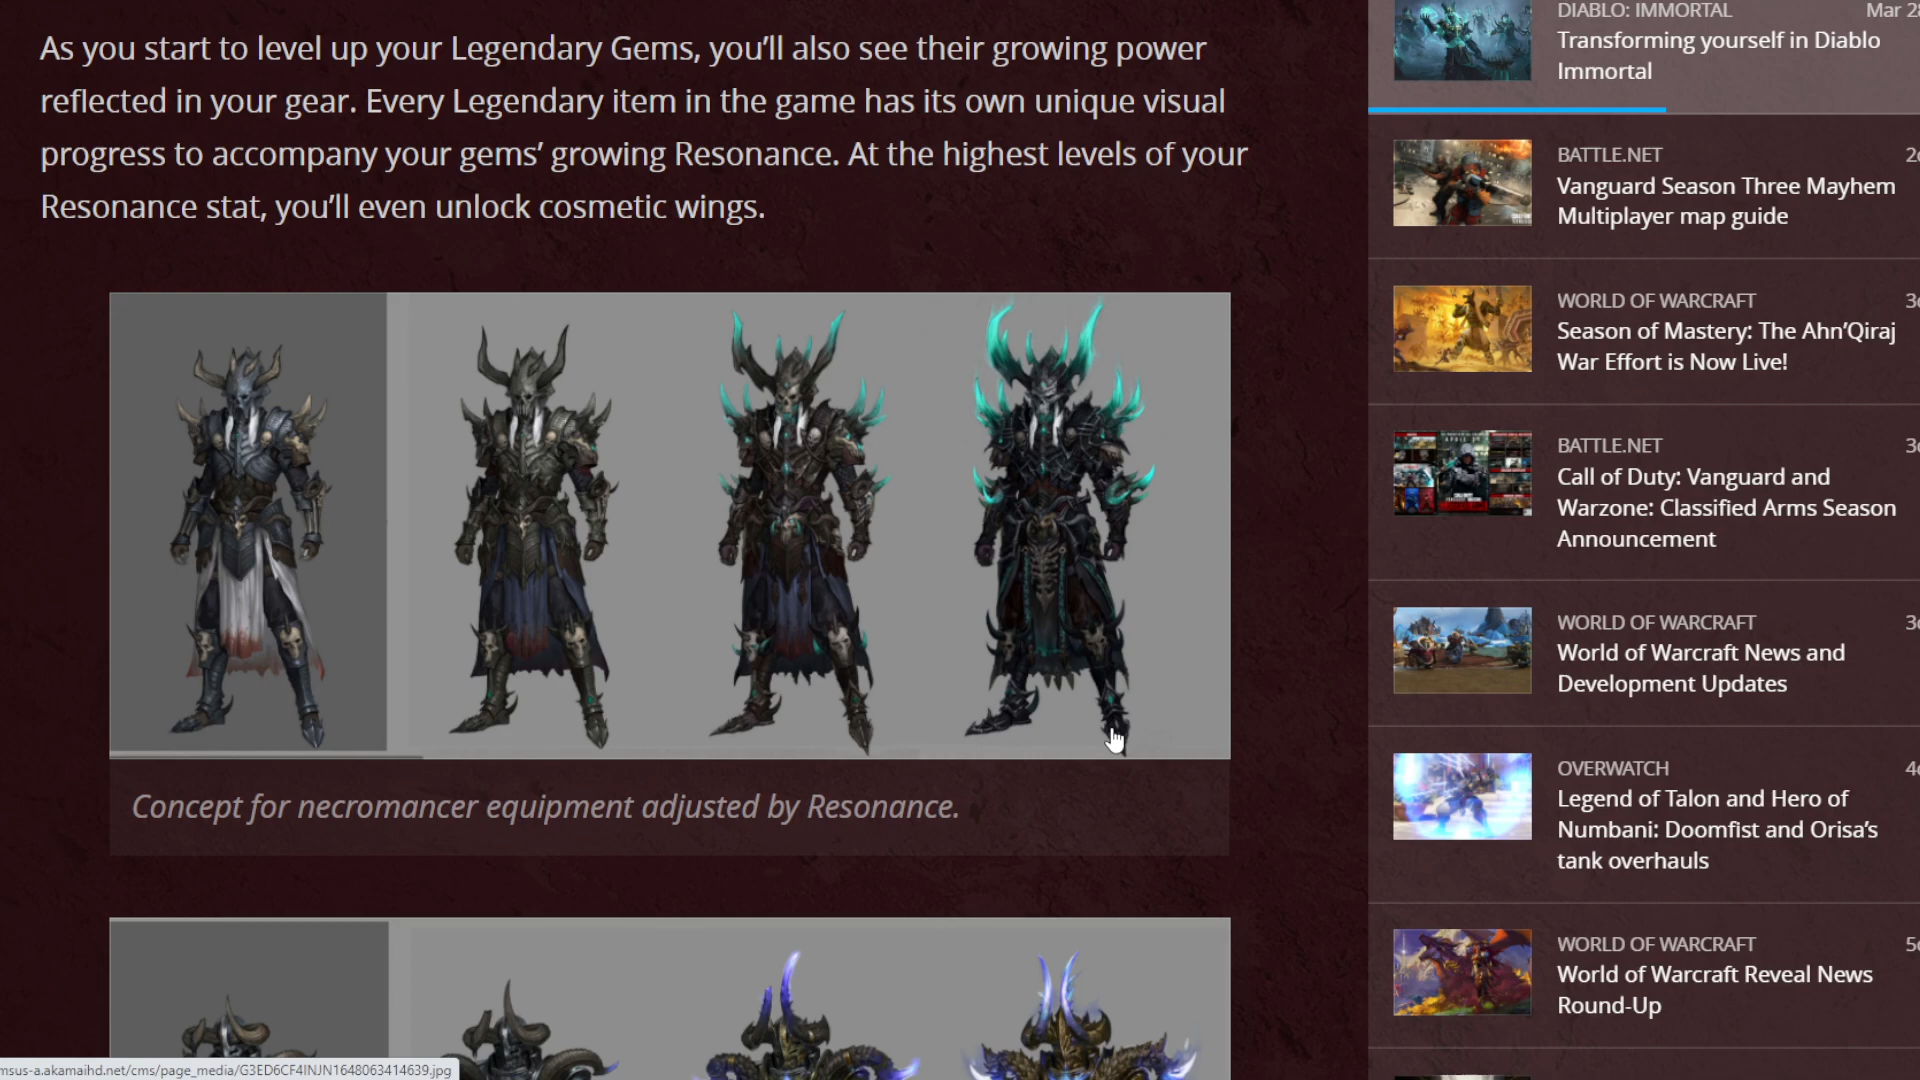 As you start to level up your Legendary Gems, you’ll also see their growing power
reflected in your gear. Every Legendary item in the game has its own unique visual
progress to accompany your gems’ growing Resonance. At the highest levels of your
Resonance stat, you’ll even unlock cosmetic wings.
Concept for necromancer equipment adjusted by Resonance.
msus-a.akamaihd.net/cms/page_media/G3ED6CF4INJN1648063414639.jpg
DIABLO: IMMORTAL Mar 28
Transforming yourself in Diablo
Immortal
BATTLE.NET
Vanguard Season Three Mayhem
Multiplayer map guide
WORLD OF WARCRAFT
Season of Mastery: The Ahn’Qiraj
War Effort is Now Live!
BATTLE.NET
Call of Duty: Vanguard and
Warzone: Classified Arms Season
Announcement
WORLD OF WARCRAFT
World of Warcraft News and
Development Updates
OVERWATCH
Legend of Talon and Hero of
Numbani: Doomfist and Orisa’s
tank overhauls
WORLD OF WARCRAFT
World of Warcraft Reveal News
Round-Up